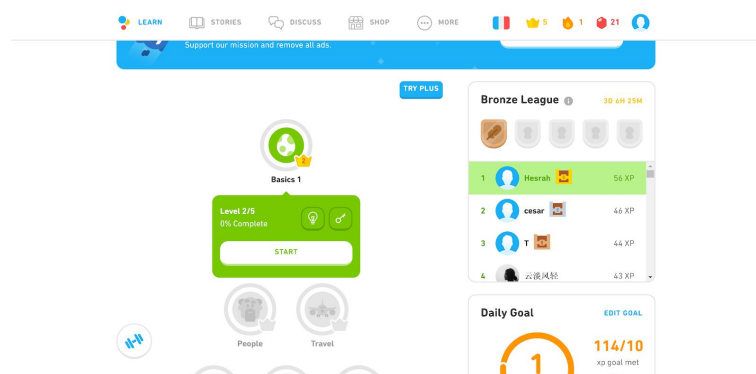 LEARN
STORIES
DISCUSS
SHOP
MORE
5
1
21
Support our mission and remove all ads.
TRY PLUS
2
Basics 1
Level 2/5
0% Complete
START
People
Travel
Bronze League
3D 6H 25M
1 Hesrah 56 XP
2 cesar 46 XP
3 T 44 XP
4 云淡风轻 43 XP
Daily Goal
EDIT GOAL
1
114/10
xp goal met